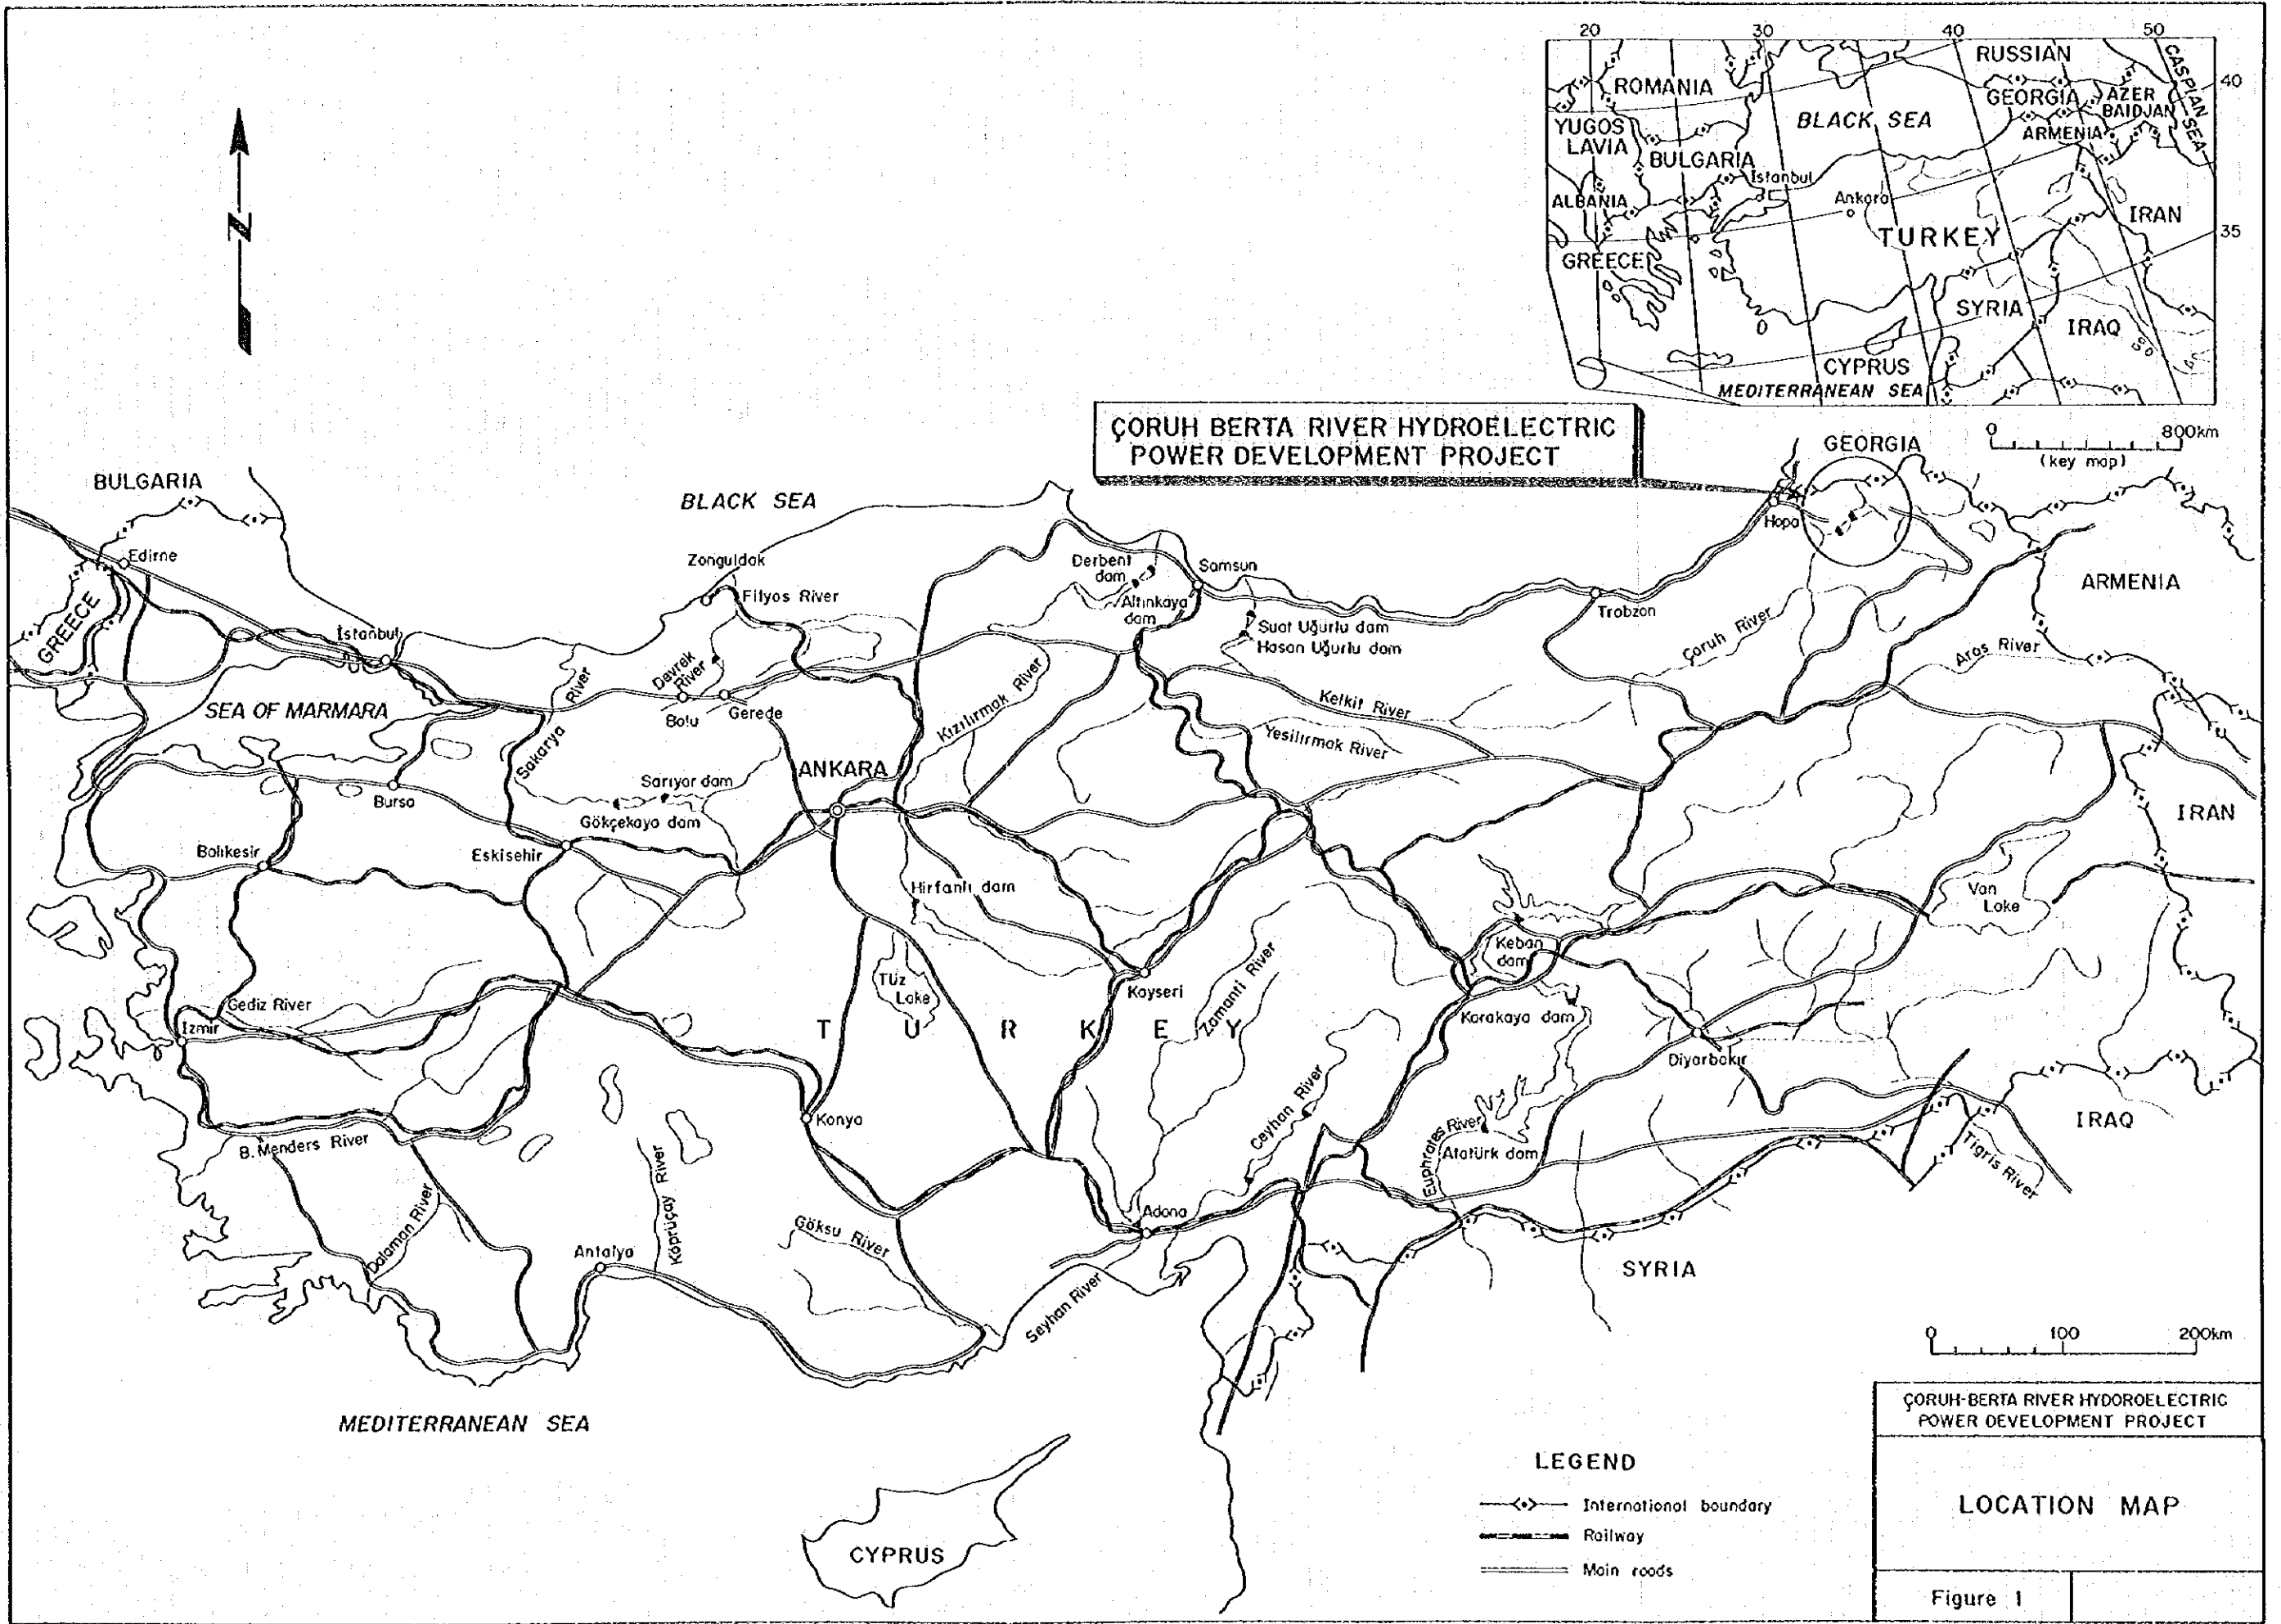 20
30
40
50
RUSSIAN
CASPIAN SEA
40
ROMANIA
GEORGIA
AZER
BAIDJAN
BLACK SEA
YUGOS
LAVIA
ARMENIA
BULGARIA
Istanbul
ALBANIA
Ankara
IRAN
TURKEY
35
GREECE
SYRIA
IRAQ
CYPRUS
MEDITERRANEAN SEA
0
800km
(key map)
N
ÇORUH BERTA RIVER HYDROELECTRIC
POWER DEVELOPMENT PROJECT
GEORGIA
BULGARIA
BLACK SEA
Hopa
Edirne
Zonguldak
Derbent
dam
Samsun
ARMENIA
GREECE
Filyos River
Altınkaya
dam
Trabzon
İstanbul
Suat Uğurlu dam
Hasan Uğurlu dam
Çoruh River
Aras River
Devrek
River
Sakarya River
SEA OF MARMARA
Bolu
Gerede
Kızılırmak River
Kelkit River
Yesilırmak River
ANKARA
Sarıyar dam
Bursa
Gökçekaya dam
IRAN
Balıkesir
Eskisehir
Hirfanlı dam
Van
Lake
Keban
dam
Tüz
Lake
Kayseri
Zamantı River
Gediz River
İzmir
Karakaya dam
TURKEY
Diyarbakır
Konya
Ceyhan River
B. Menders River
Euphrates River
Atatürk dam
IRAQ
Tigris River
Dalaman River
Köprüçay River
Göksu River
Adana
Antalya
SYRIA
Seyhan River
0
100
200km
MEDITERRANEAN SEA
CYPRUS
LEGEND
International boundary
Railway
Main roads
ÇORUH-BERTA RIVER HYDOROELECTRIC
POWER DEVELOPMENT PROJECT
LOCATION MAP
Figure 1